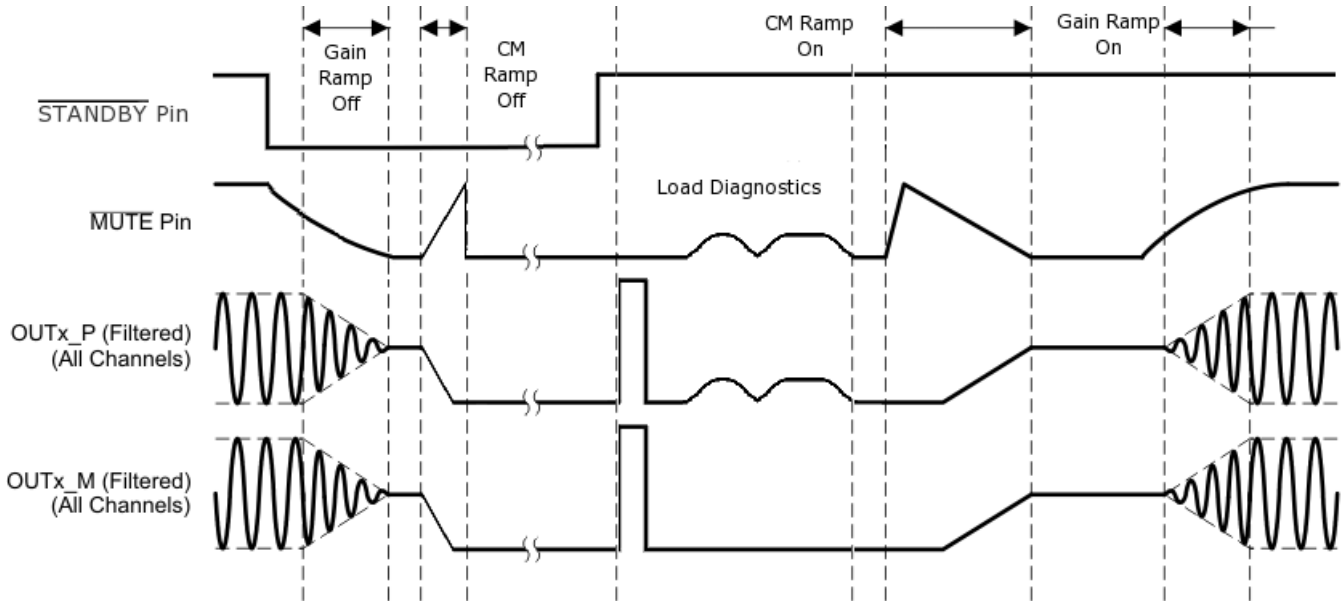 Gain
Ramp
Off
CM
Ramp
Off
CM Ramp
On
Gain Ramp
On
STANDBY Pin
MUTE Pin
Load Diagnostics
OUTx_P (Filtered)
(All Channels)
OUTx_M (Filtered)
(All Channels)